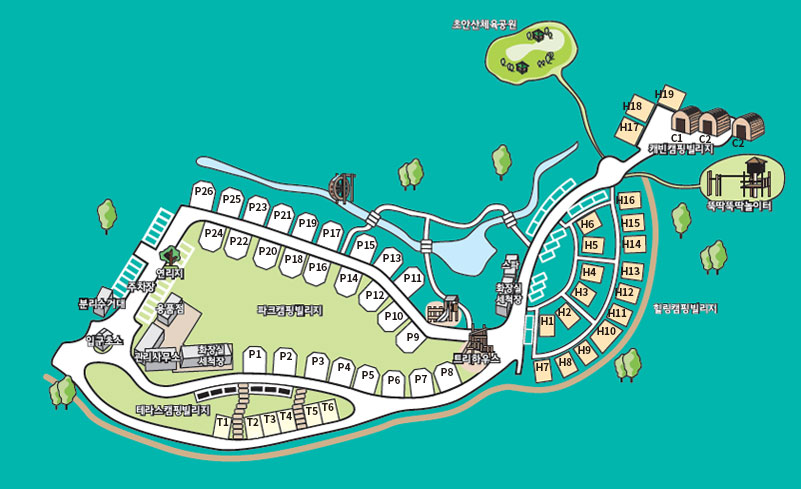 초안산체육공원
H19
H18
H17
C1
C2
C2
캐빈캠핑빌리지
뚝딱뚝딱놀이터
H16
H15
H14
H13
H12
H11
H10
H9
H8
H7
H6
H5
H4
H3
H2
H1
힐링캠핑빌리지
P26
P25
P23
P21
P19
P17
P15
P13
P11
P24
P22
P20
P18
P16
P14
P12
P10
P9
파크캠핑빌리지
연리지
주차장
분리수거대
용품점
입구초소
관리사무소
화장실
세척장
화장실
세척장
트리하우스
P1
P2
P3
P4
P5
P6
P7
P8
테라스캠핑빌리지
T1
T2
T3
T4
T5
T6